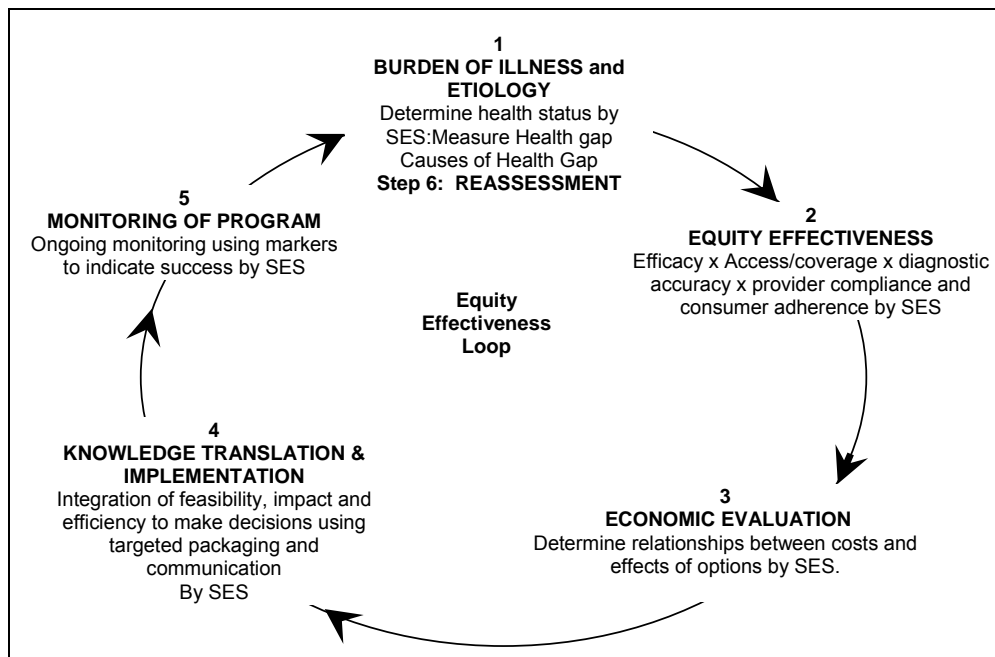 1
BURDEN OF ILLNESS and
ETIOLOGY
Determine health status by
SES:Measure Health gap
Causes of Health Gap
Step 6: REASSESSMENT
2
EQUITY EFFECTIVENESS
Efficacy x Access/coverage x diagnostic
accuracy x provider compliance and
consumer adherence by SES
3
ECONOMIC EVALUATION
Determine relationships between costs and
effects of options by SES.
4
KNOWLEDGE TRANSLATION &
IMPLEMENTATION
Integration of feasibility, impact and
efficiency to make decisions using
targeted packaging and
communication
By SES
5
MONITORING OF PROGRAM
Ongoing monitoring using markers
to indicate success by SES
Equity
Effectiveness
Loop